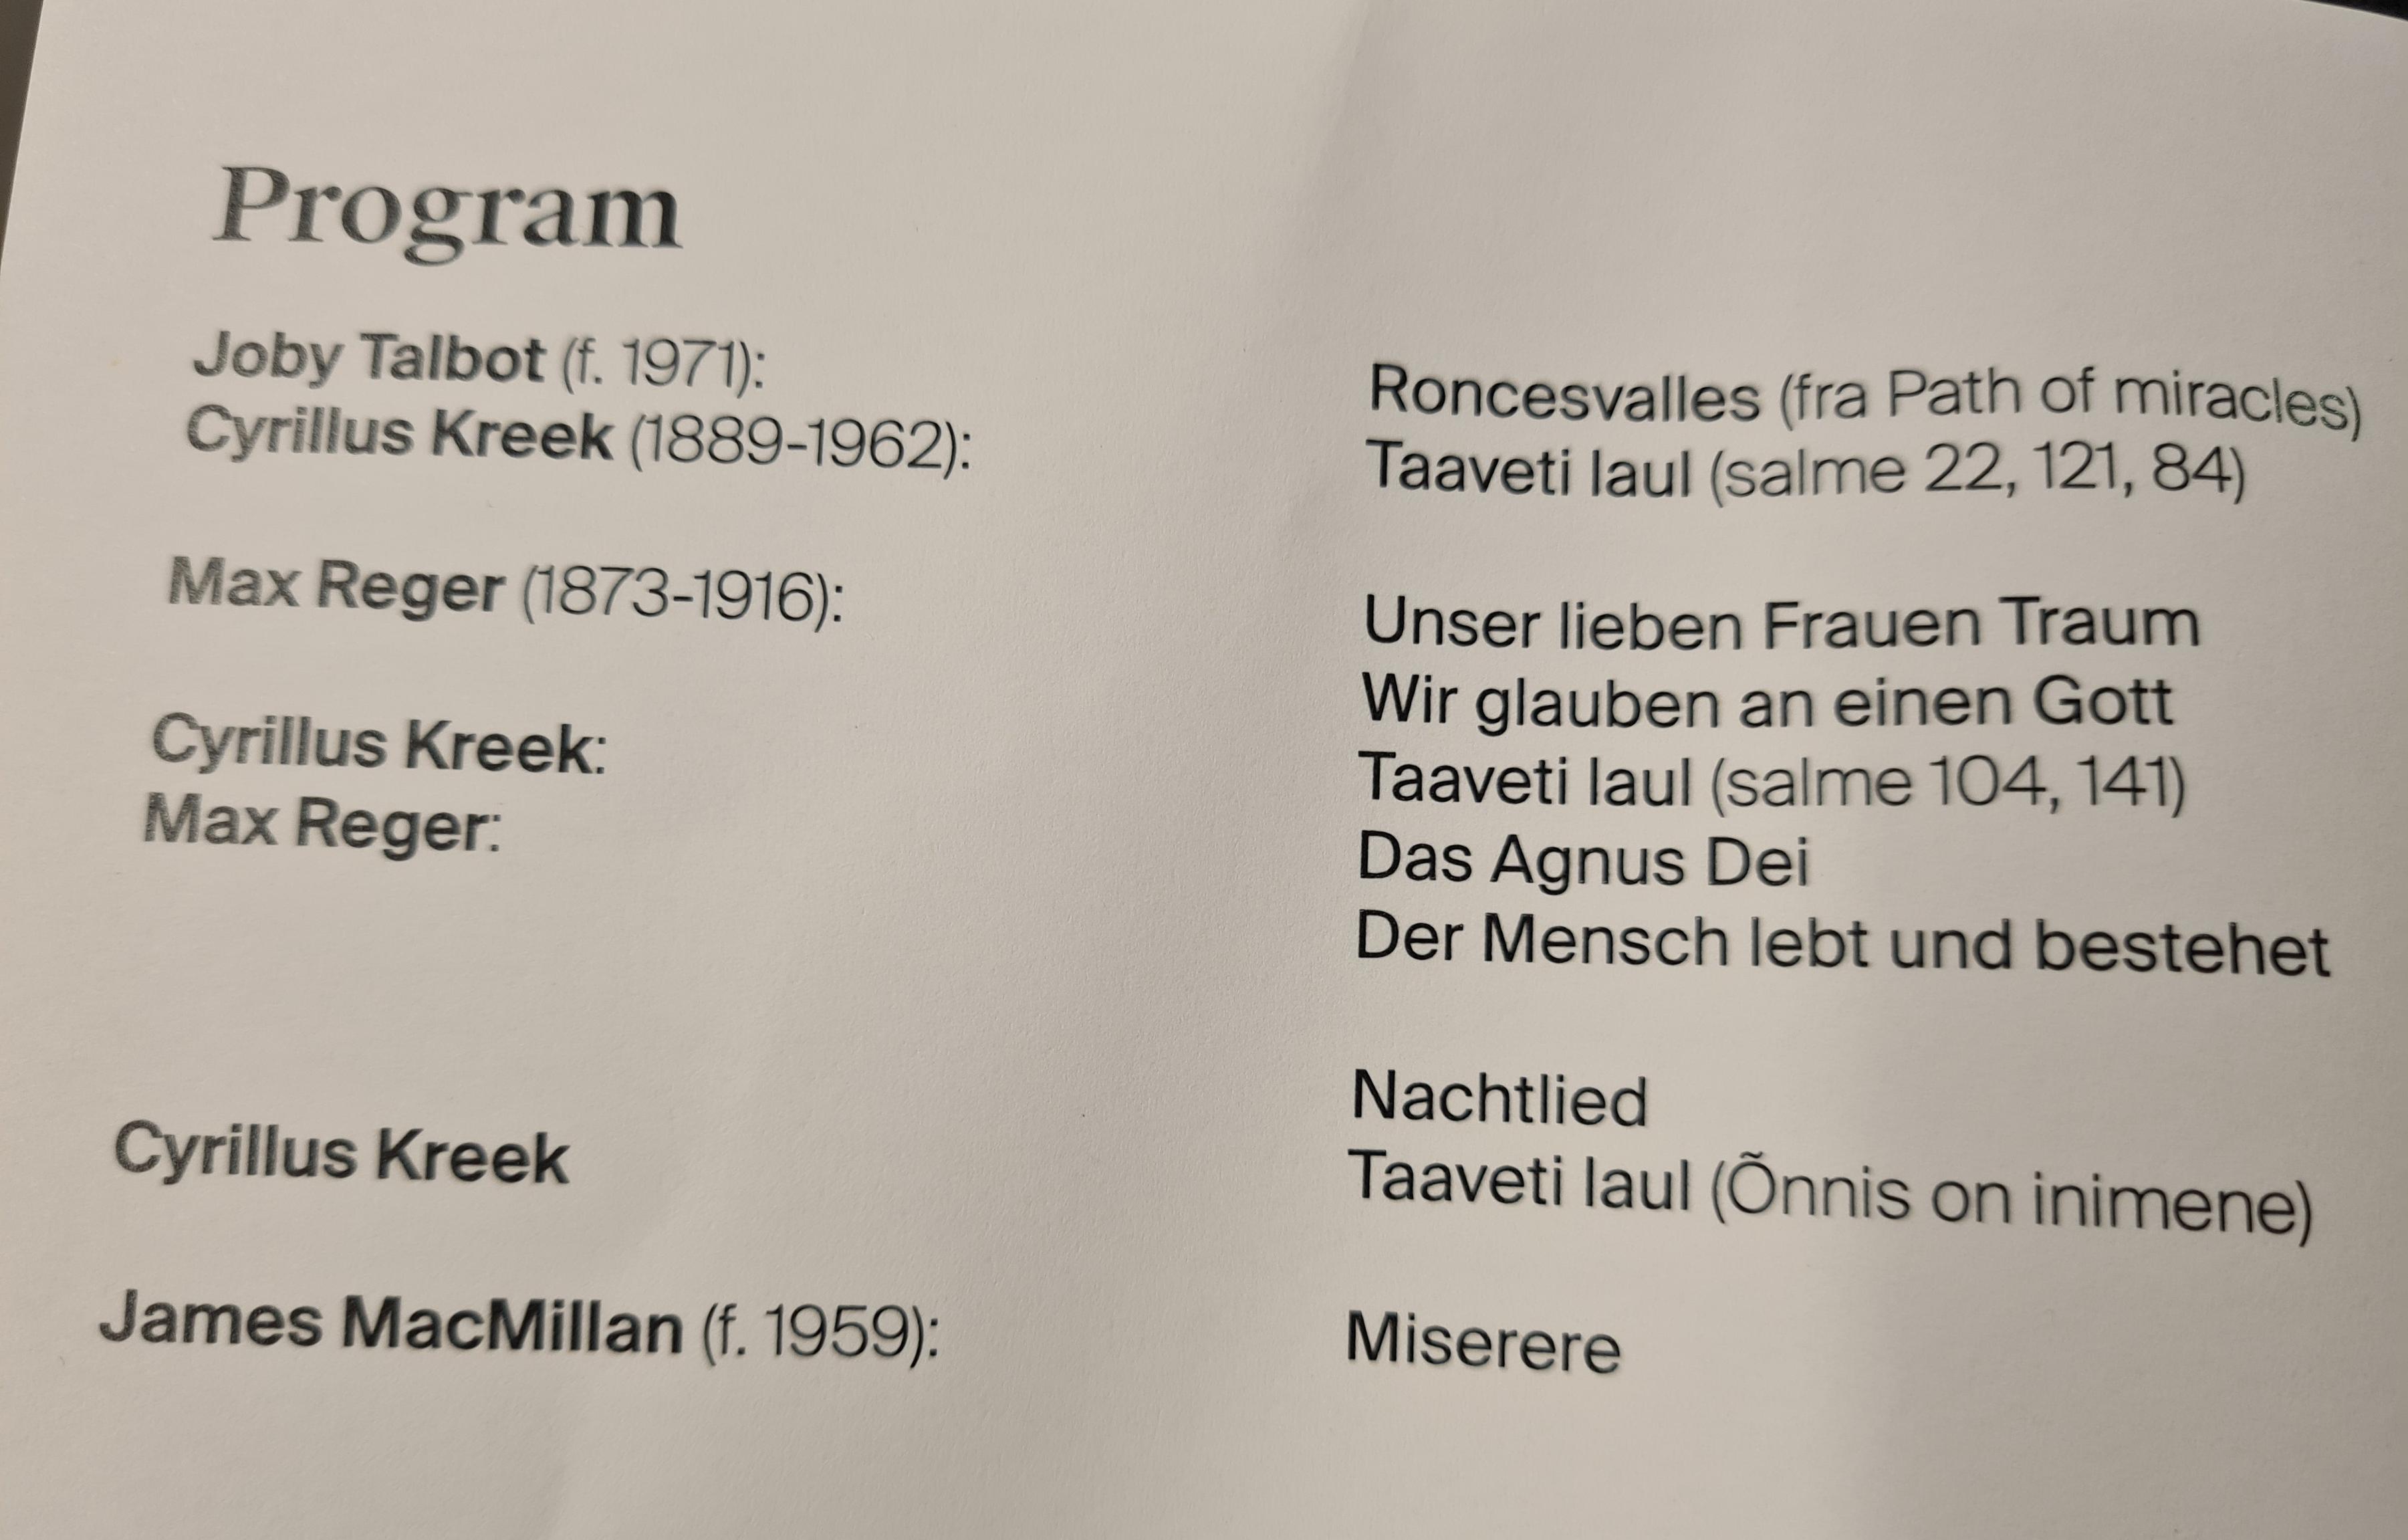 Program
Joby Talbot (f. 1971): Roncesvalles (fra Path of miracles)
Cyrillus Kreek (1889-1962): Taaveti laul (salme 22, 121, 84)
Max Reger (1873-1916): Unser lieben Frauen Traum
Wir glauben an einen Gott
Cyrillus Kreek: Taaveti laul (salme 104, 141)
Max Reger: Das Agnus Dei
Der Mensch lebt und bestehet
Nachtlied
Cyrillus Kreek Taaveti laul (Õnnis on inimene)
James MacMillan (f. 1959): Miserere